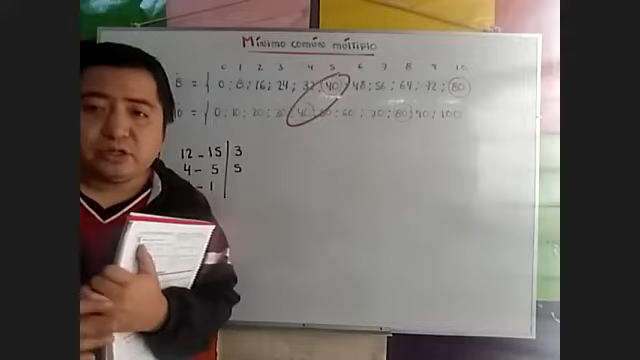 Mínimo común múltiplo
0 1 2 3 4 5 6 7 8 9 10
8 = { 0 ; 8 ; 16 ; 24 ; 32 ; 40 ; 48 ; 56 ; 64 ; 72 ; 80
= { 0 ; 10 ; 20 ; 30 ; 40 ; 50 ; 60 ; 70 ; 80 ; 90 ; 100
12 - 15 | 3
4 - 5 | 5
- 1